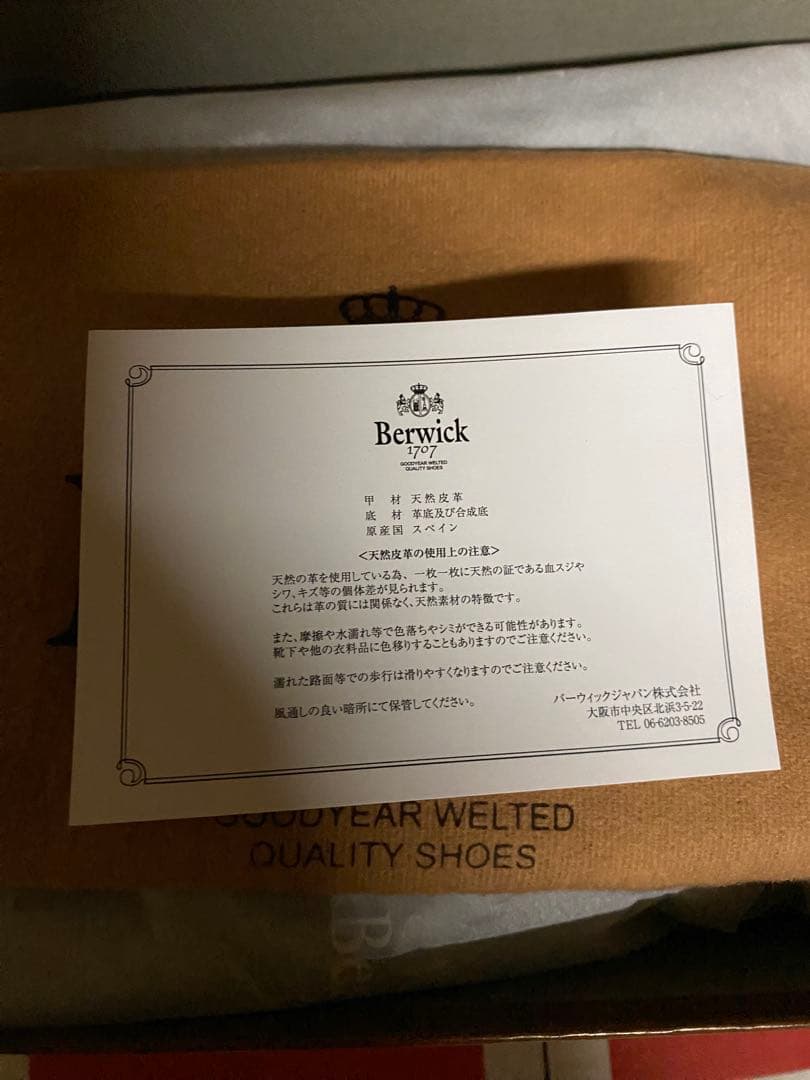 Berwick
1707
GOODYEAR WELTED
QUALITY SHOES
甲 材 天然皮革
底 材 革底及び合成底
原産国 スペイン
<天然皮革の使用上の注意>
天然の革を使用している為、一枚一枚に天然の証である血スジや
シワ、キズ等の個体差が見られます。
これらは革の質には関係なく、天然素材の特徴です。
また、摩擦や水濡れ等で色落ちやシミができる可能性があります。
靴下や他の衣料品に色移りすることもありますのでご注意ください。
濡れた路面等での歩行は滑りやすくなりますのでご注意ください。
風通しの良い暗所にて保管してください。
バーウィックジャパン株式会社
大阪市中央区北浜3-5-22
TEL 06-6203-8505
GOODYEAR WELTED
QUALITY SHOES
Be